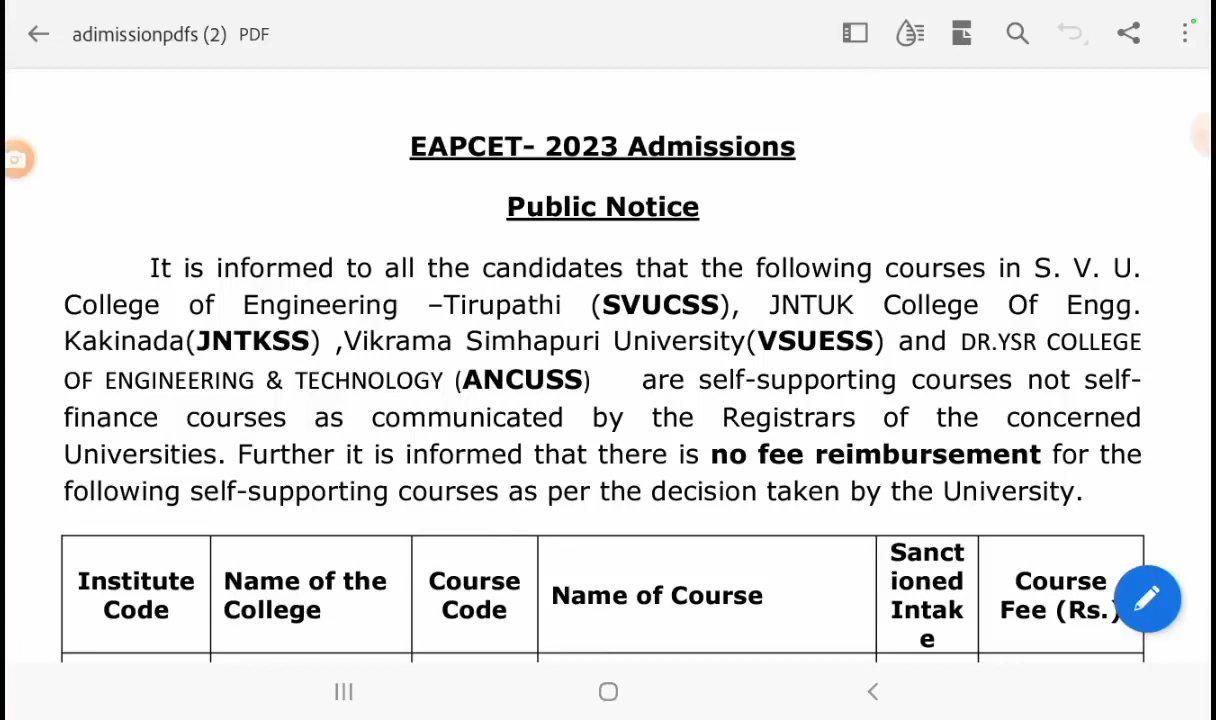 adimissionpdfs (2) PDF
EAPCET- 2023 Admissions
Public Notice
It is informed to all the candidates that the following courses in S. V. U.
College of Engineering –Tirupathi (SVUCSS), JNTUK College Of Engg.
Kakinada(JNTKSS) ,Vikrama Simhapuri University(VSUESS) and DR.YSR COLLEGE
OF ENGINEERING & TECHNOLOGY (ANCUSS) are self-supporting courses not self-
finance courses as communicated by the Registrars of the concerned
Universities. Further it is informed that there is no fee reimbursement for the
following self-supporting courses as per the decision taken by the University.
Institute Code
Name of the College
Course Code
Name of Course
Sanct
ioned
Intak
e
Course Fee (Rs.)